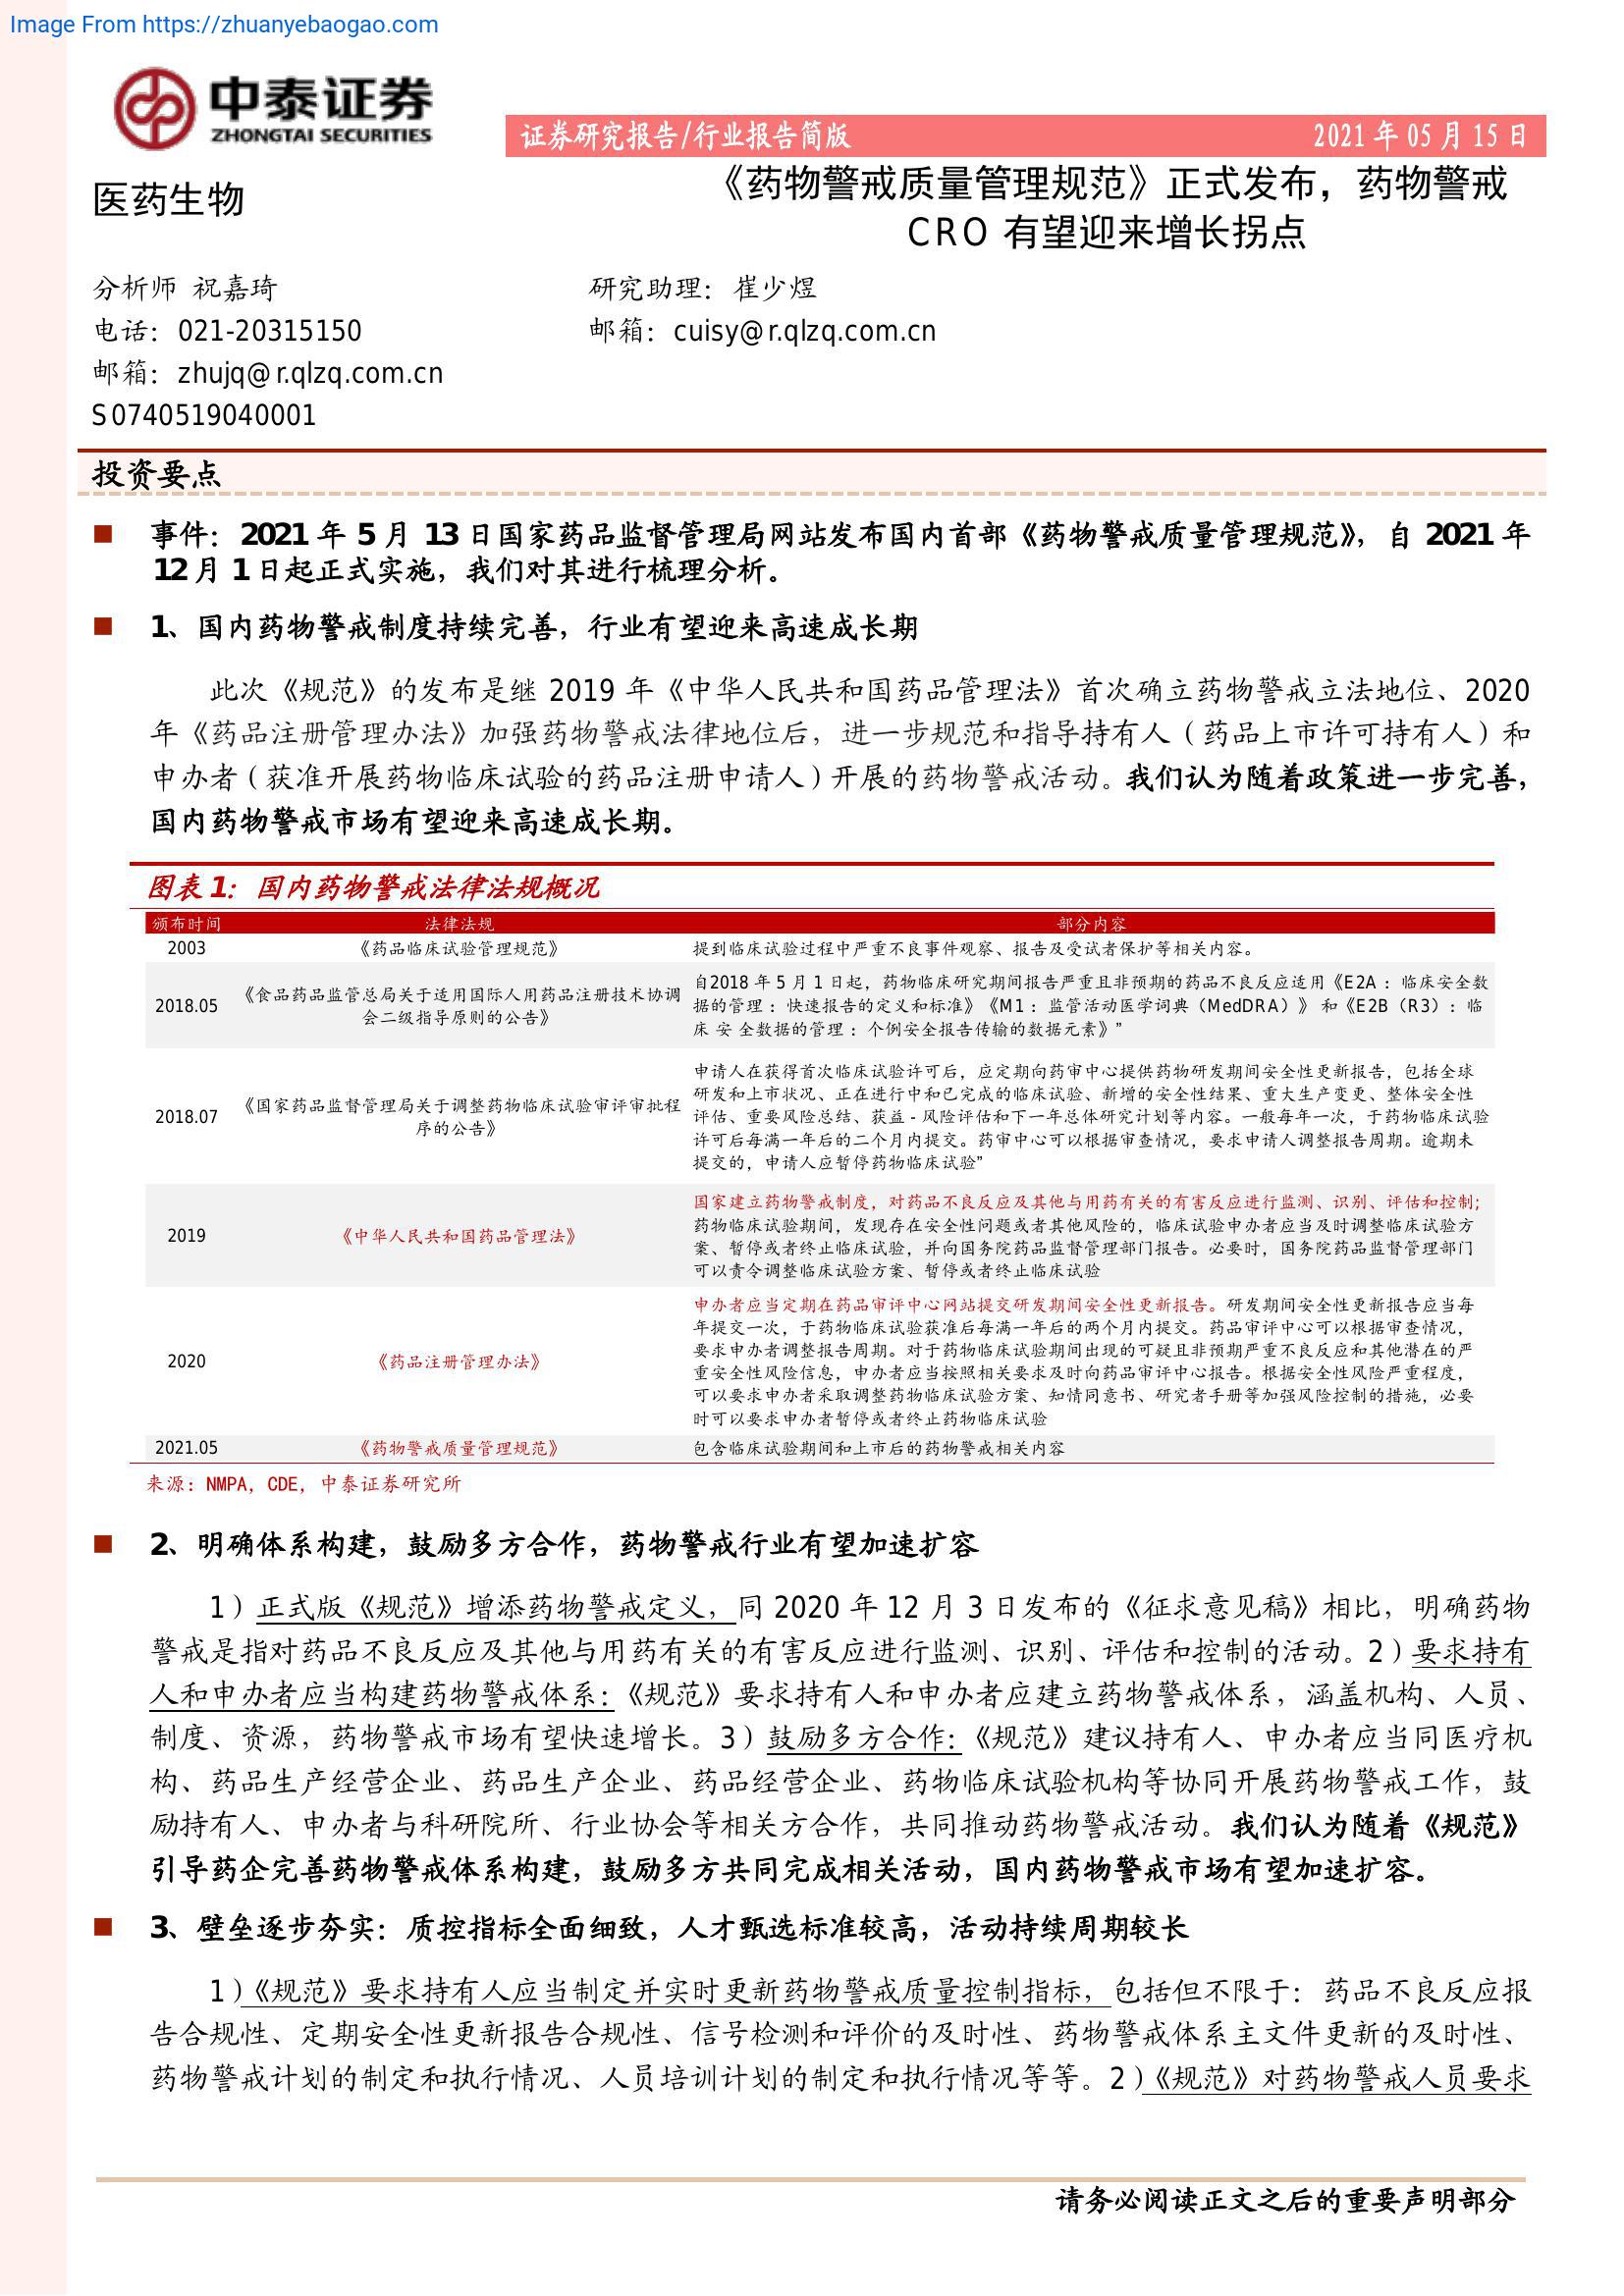 Image From https://zhuanyebaogao.com
中泰证券
ZHONGTAI SECURITIES
证券研究报告/行业报告简版 2021 年 05 月 15 日
医药生物
《药物警戒质量管理规范》正式发布，药物警戒
CRO 有望迎来增长拐点
分析师 祝嘉琦
电话：021-20315150
邮箱：zhujq@r.qlzq.com.cn
S0740519040001
研究助理：崔少煜
邮箱：cuisy@r.qlzq.com.cn
投资要点
■ 事件：2021 年 5 月 13 日国家药品监督管理局网站发布国内首部《药物警戒质量管理规范》，自 2021 年
12 月 1 日起正式实施，我们对其进行梳理分析。
■ 1、国内药物警戒制度持续完善，行业有望迎来高速成长期
此次《规范》的发布是继 2019 年《中华人民共和国药品管理法》首次确立药物警戒立法地位、2020
年《药品注册管理办法》加强药物警戒法律地位后，进一步规范和指导持有人（药品上市许可持有人）和
申办者（获准开展药物临床试验的药品注册申请人）开展的药物警戒活动。我们认为随着政策进一步完善，
国内药物警戒市场有望迎来高速成长期。
图表 1：国内药物警戒法律法规概况
颁布时间 法律法规 部分内容
2003 《药品临床试验管理规范》 提到临床试验过程中严重不良事件观察、报告及受试者保护等相关内容。
2018.05
《食品药品监管总局关于适用国际人用药品注册技术协调
会二级指导原则的公告》
自2018 年 5 月 1 日起，药物临床研究期间报告严重且非预期的药品不良反应适用《E2A ：临床安全数
据的管理 ：快速报告的定义和标准》《M1 ：监管活动医学词典（MedDRA）》 和《E2B（R3）：临
床 安 全数据的管理 ：个例安全报告传输的数据元素》”
2018.07
《国家药品监督管理局关于调整药物临床试验审评审批程
序的公告》
申请人在获得首次临床试验许可后，应定期向药审中心提供药物研发期间安全性更新报告，包括全球
研发和上市状况、正在进行中和已完成的临床试验、新增的安全性结果、重大生产变更、整体安全性
评估、重要风险总结、获益 - 风险评估和下一年总体研究计划等内容。一般每年一次，于药物临床试验
许可后每满一年后的二个月内提交。药审中心可以根据审查情况，要求申请人调整报告周期。逾期未
提交的，申请人应暂停药物临床试验”
2019
《中华人民共和国药品管理法》
国家建立药物警戒制度，对药品不良反应及其他与用药有关的有害反应进行监测、识别、评估和控制；
药物临床试验期间，发现存在安全性问题或者其他风险的，临床试验申办者应当及时调整临床试验方
案、暂停或者终止临床试验，并向国务院药品监督管理部门报告。必要时，国务院药品监督管理部门
可以责令调整临床试验方案、暂停或者终止临床试验
2020
《药品注册管理办法》
申办者应当定期在药品审评中心网站提交研发期间安全性更新报告。研发期间安全性更新报告应当每
年提交一次，于药物临床试验获准后每满一年后的两个月内提交。药品审评中心可以根据审查情况，
要求申办者调整报告周期。对于药物临床试验期间出现的可疑且非预期严重不良反应和其他潜在的严
重安全性风险信息，申办者应当按照相关要求及时向药品审评中心报告。根据安全性风险严重程度，
可以要求申办者采取调整药物临床试验方案、知情同意书、研究者手册等加强风险控制的措施，必要
时可以要求申办者暂停或者终止药物临床试验
2021.05 《药物警戒质量管理规范》 包含临床试验期间和上市后的药物警戒相关内容
来源：NMPA，CDE，中泰证券研究所
■ 2、明确体系构建，鼓励多方合作，药物警戒行业有望加速扩容
1）正式版《规范》增添药物警戒定义，同 2020 年 12 月 3 日发布的《征求意见稿》相比，明确药物
警戒是指对药品不良反应及其他与用药有关的有害反应进行监测、识别、评估和控制的活动。2）要求持有
人和申办者应当构建药物警戒体系：《规范》要求持有人和申办者应建立药物警戒体系，涵盖机构、人员、
制度、资源，药物警戒市场有望快速增长。3）鼓励多方合作：《规范》建议持有人、申办者应当同医疗机
构、药品生产经营企业、药品生产企业、药品经营企业、药物临床试验机构等协同开展药物警戒工作，鼓
励持有人、申办者与科研院所、行业协会等相关方合作，共同推动药物警戒活动。我们认为随着《规范》
引导药企完善药物警戒体系构建，鼓励多方共同完成相关活动，国内药物警戒市场有望加速扩容。
■ 3、壁垒逐步夯实：质控指标全面细致，人才甄选标准较高，活动持续周期较长
1）《规范》要求持有人应当制定并实时更新药物警戒质量控制指标，包括但不限于：药品不良反应报
告合规性、定期安全性更新报告合规性、信号检测和评价的及时性、药物警戒体系主文件更新的及时性、
药物警戒计划的制定和执行情况、人员培训计划的制定和执行情况等等。2）《规范》对药物警戒人员要求
请务必阅读正文之后的重要声明部分